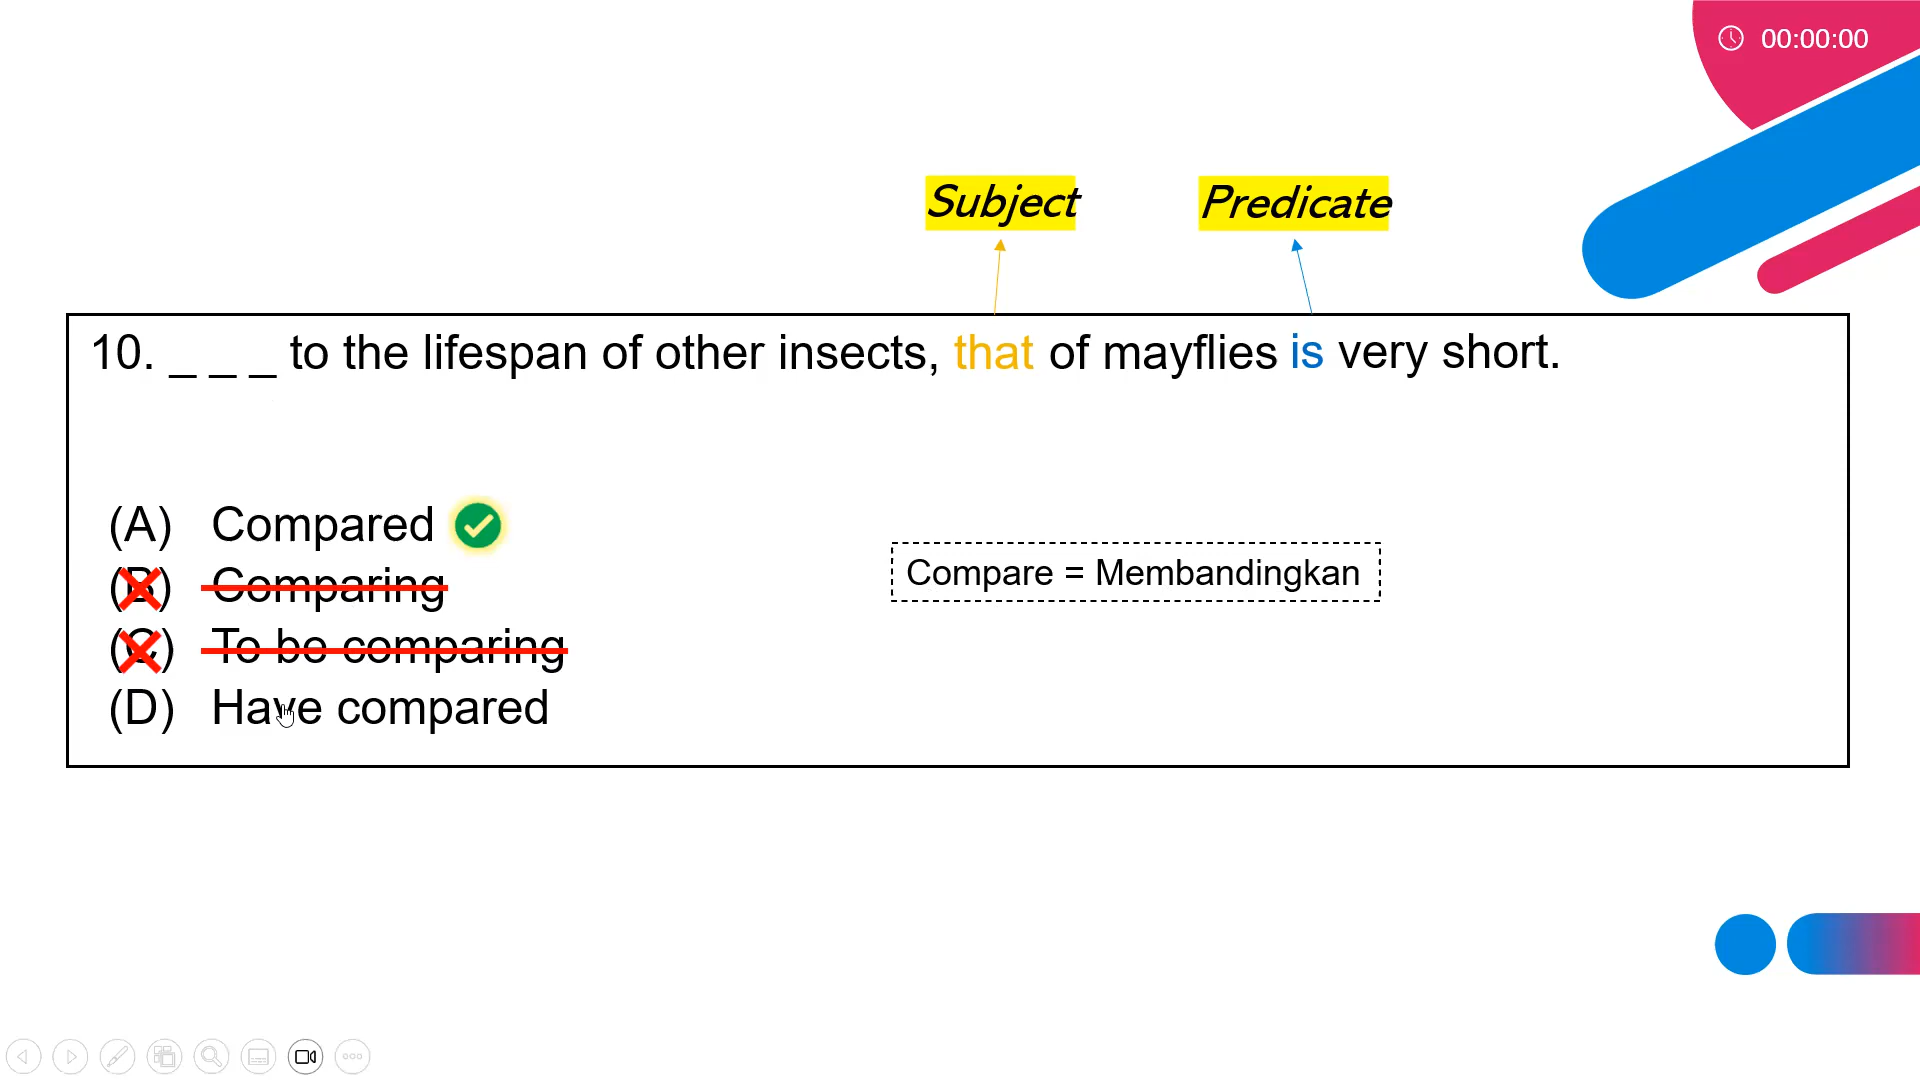 00:00:00
Subject Predicate
10. _ _ _ to the lifespan of other insects, that of mayflies is very short.
(A) Compared
(B) Comparing
Compare = Membandingkan
(C) To be comparing
(D) Have compared